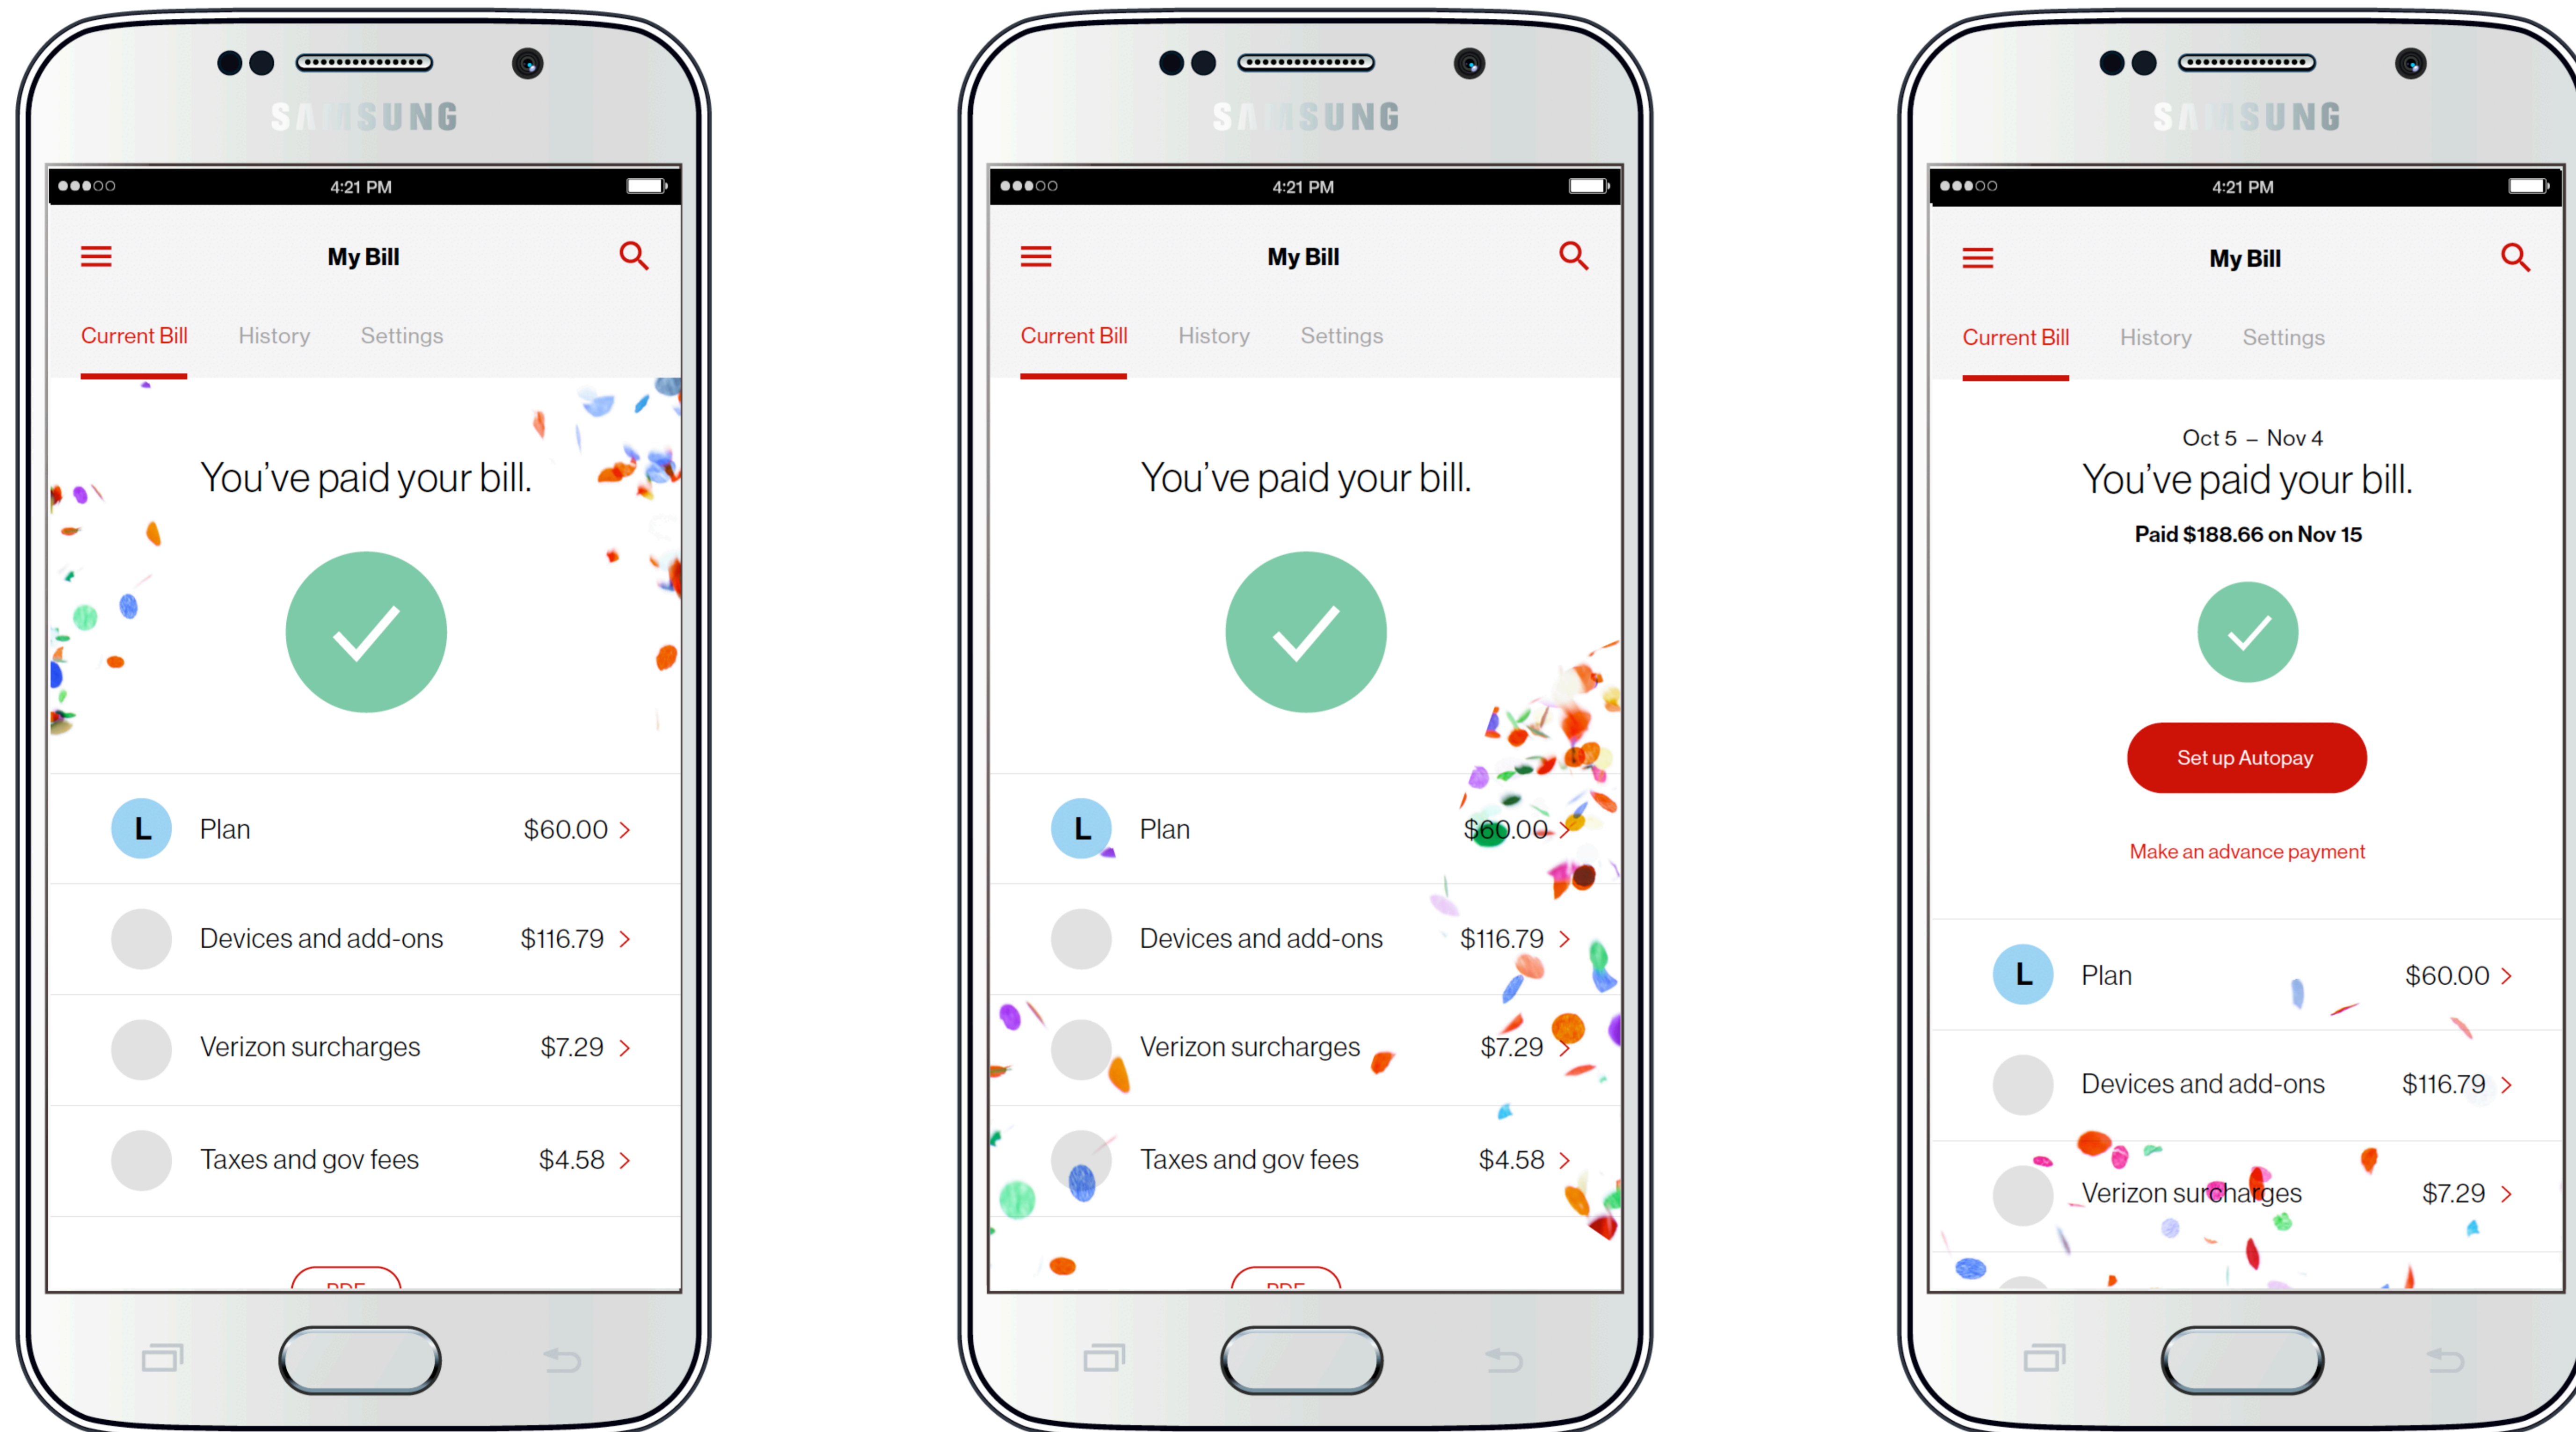 SAMSUNG
4:21 PM
My Bill
Current Bill History Settings
You've paid your bill.
L Plan $60.00
Devices and add-ons $116.79
Verizon surcharges $7.29
Taxes and gov fees $4.58
PDF
SAMSUNG
4:21 PM
My Bill
Current Bill History Settings
You've paid your bill.
L Plan $60.00
Devices and add-ons $116.79
Verizon surcharges $7.29
Taxes and gov fees $4.58
PDF
SAMSUNG
4:21 PM
My Bill
Current Bill History Settings
Oct 5 – Nov 4
You've paid your bill.
Paid $188.66 on Nov 15
Set up Autopay
Make an advance payment
L Plan $60.00
Devices and add-ons $116.79
Verizon surcharges $7.29